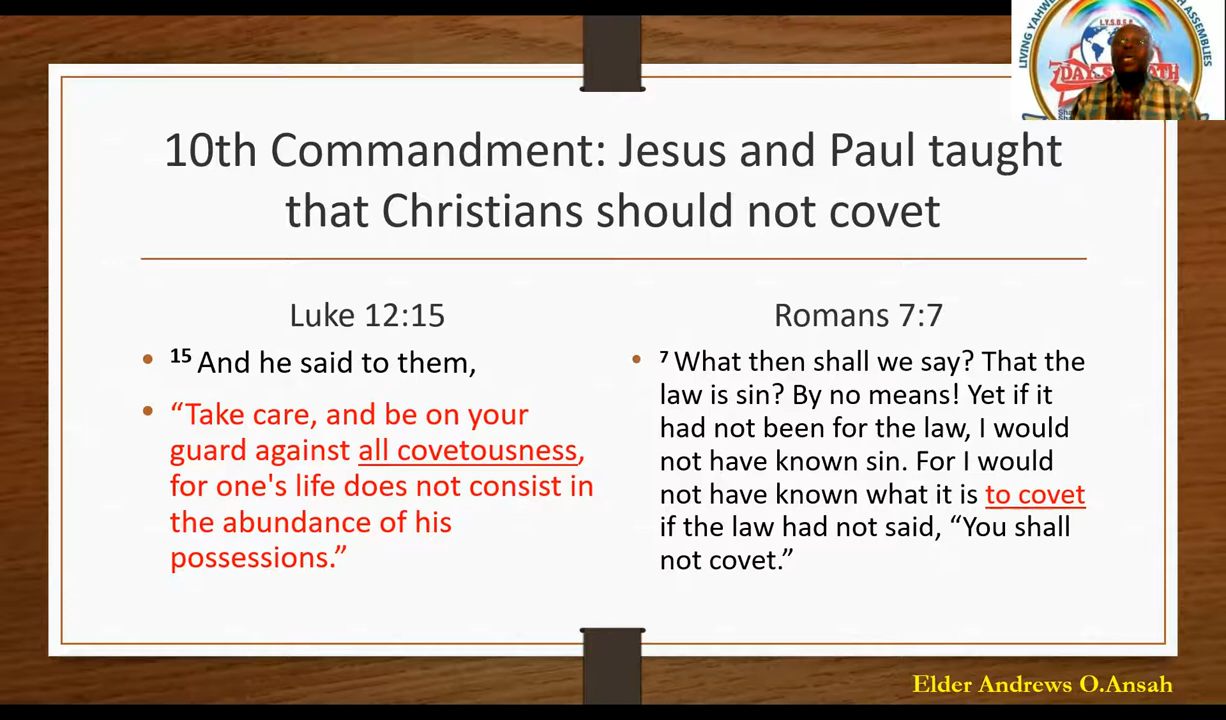 LIVING YAHWE
ASSEMBLIES
L.Y.S.D.S.A
7 DAY
10th Commandment: Jesus and Paul taught
that Christians should not covet
Luke 12:15
• 15 And he said to them,
• “Take care, and be on your
guard against all covetousness,
for one's life does not consist in
the abundance of his
possessions.”
Romans 7:7
• 7 What then shall we say? That the
law is sin? By no means! Yet if it
had not been for the law, I would
not have known sin. For I would
not have known what it is to covet
if the law had not said, “You shall
not covet.”
Elder Andrews O.Ansah